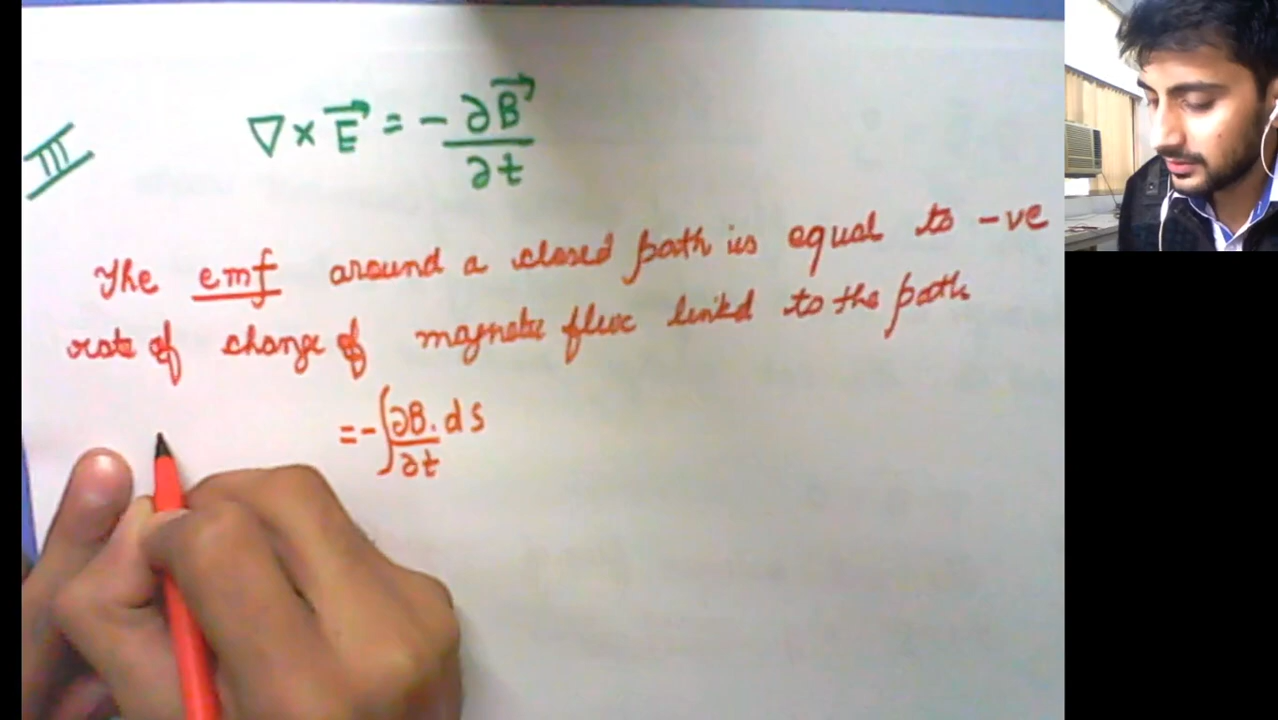 III
∇ × E⃗ = - ∂B⃗ / ∂t
The emf around a closed path is equal to -ve
rate of change of magnetic flux linked to the path
= - ∫ ∂B/∂t . ds